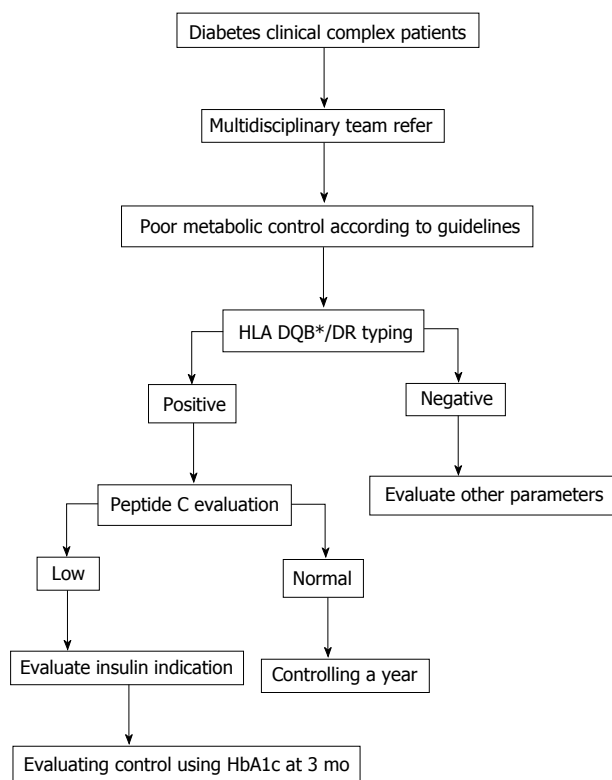 Diabetes clinical complex patients
Multidisciplinary team refer
Poor metabolic control according to guidelines
HLA DQB*/DR typing
Positive
Negative
Peptide C evaluation
Evaluate other parameters
Low
Normal
Evaluate insulin indication
Controlling a year
Evaluating control using HbA1c at 3 mo